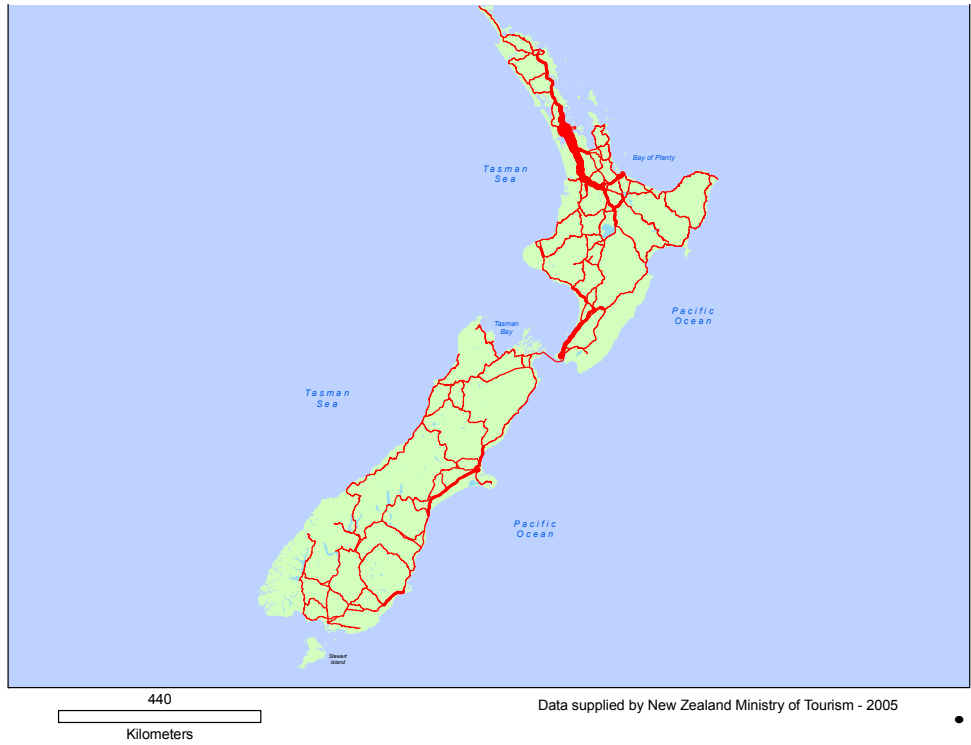 Bay of Plenty
Tasman
Sea
Pacific
Ocean
Tasman
Bay
Tasman
Sea
Pacific
Ocean
Stewart
Island
440
Kilometers
Data supplied by New Zealand Ministry of Tourism - 2005